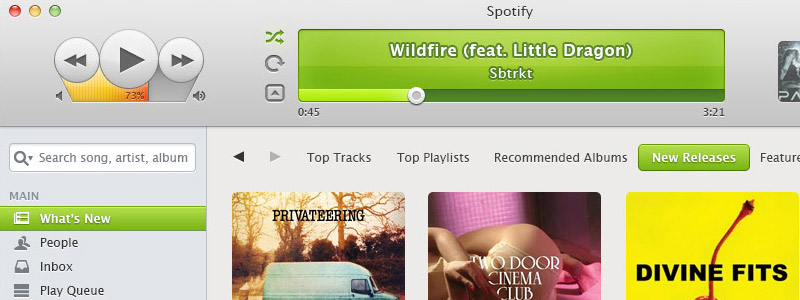 Spotify
Wildfire (feat. Little Dragon)
Sbtrkt
73%
0:45
3:21
Search song, artist, album
Top Tracks
Top Playlists
Recommended Albums
New Releases
Feature
MAIN
What's New
People
Inbox
Play Queue
PRIVATEERING
TWO DOOR
CINEMA
CLUB
DIVINE FITS